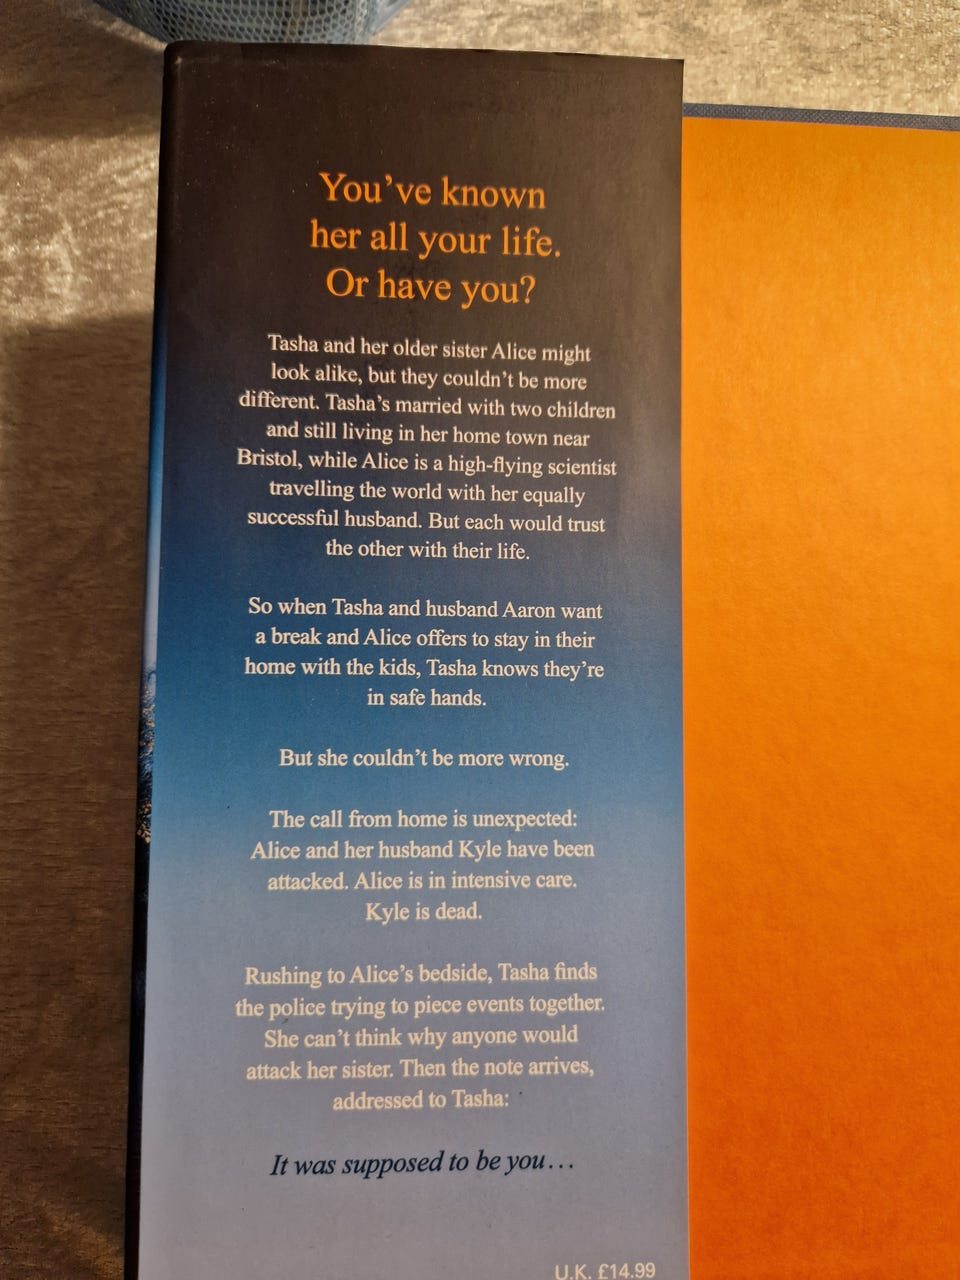 You’ve known
her all your life.
Or have you?
Tasha and her older sister Alice might
look alike, but they couldn’t be more
different. Tasha’s married with two children
and still living in her home town near
Bristol, while Alice is a high-flying scientist
travelling the world with her equally
successful husband. But each would trust
the other with their life.
So when Tasha and husband Aaron want
a break and Alice offers to stay in their
home with the kids, Tasha knows they’re
in safe hands.
But she couldn’t be more wrong.
The call from home is unexpected:
Alice and her husband Kyle have been
attacked. Alice is in intensive care.
Kyle is dead.
Rushing to Alice’s bedside, Tasha finds
the police trying to piece events together.
She can’t think why anyone would
attack her sister. Then the note arrives,
addressed to Tasha:
It was supposed to be you…
U.K. £14.99